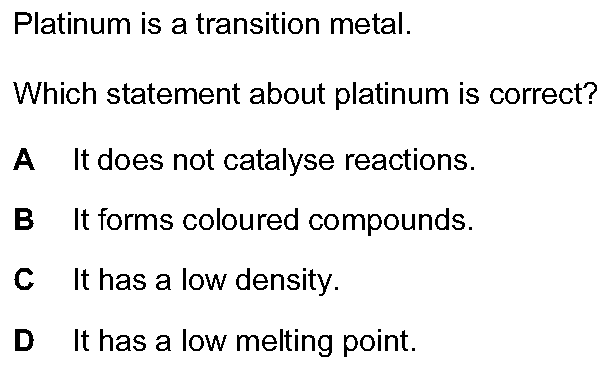 Platinum is a transition metal.
Which statement about platinum is correct?
A It does not catalyse reactions.
B It forms coloured compounds.
C It has a low density.
D It has a low melting point.